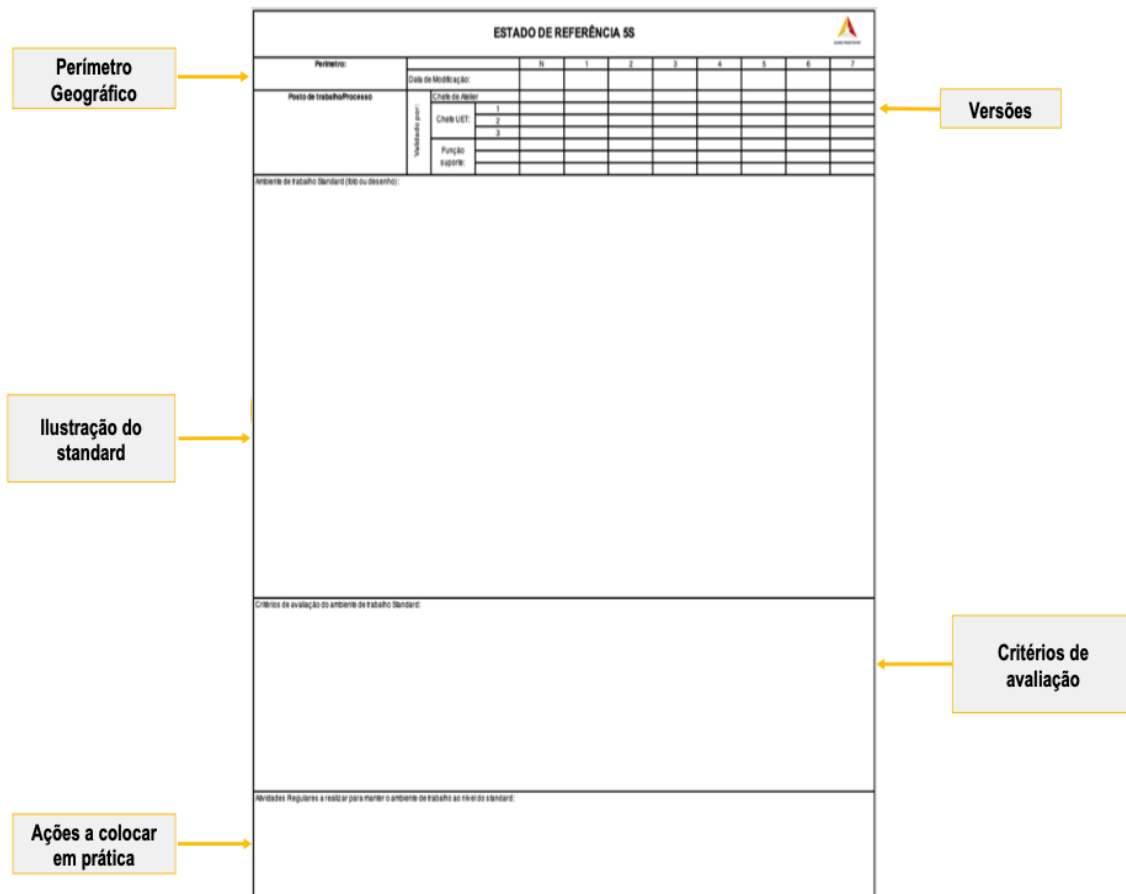 ESTADO DE REFERÊNCIA 5S
Perímetro
Geográfico
Perímetro:
N 1 2 3 4 5 6 7
Data de Modificação:
Versões
Posto de trabalho/Processo
Validado por:
Chefe de Atelier
Chefe UET:
1
2
3
Função
suporte:
Ambiente de trabalho Standard (foto ou desenho):
Ilustração do
standard
Critérios de avaliação do ambiente de trabalho Standard:
Critérios de
avaliação
Atividades Regulares a realizar para manter o ambiente de trabalho ao nível do standard:
Ações a colocar
em prática